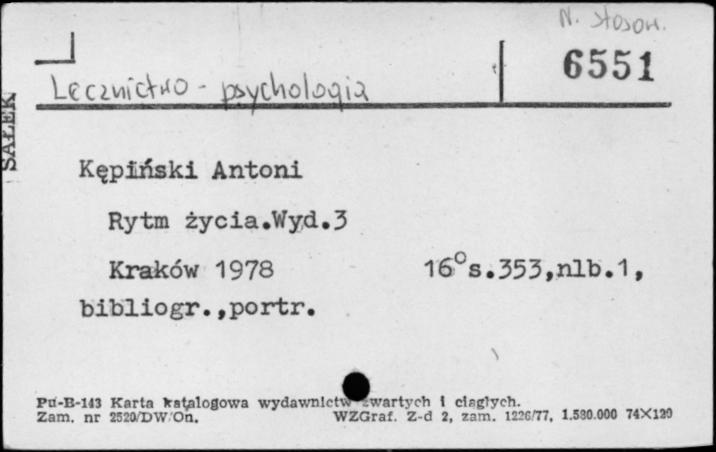 N. stosow.
6551
Lecznictwo - psychologia
SAŁEK
Kępiński Antoni
Rytm życia.Wyd.3
Kraków 1978 16°s.353,nlb.1,
bibliogr.,portr.
Pu-B-143 Karta katalogowa wydawnictw zwartych i ciągłych.
Zam. nr 2520/DW/On. WZGraf. Z-d 2, zam. 1226/77, 1.580.000 74×120